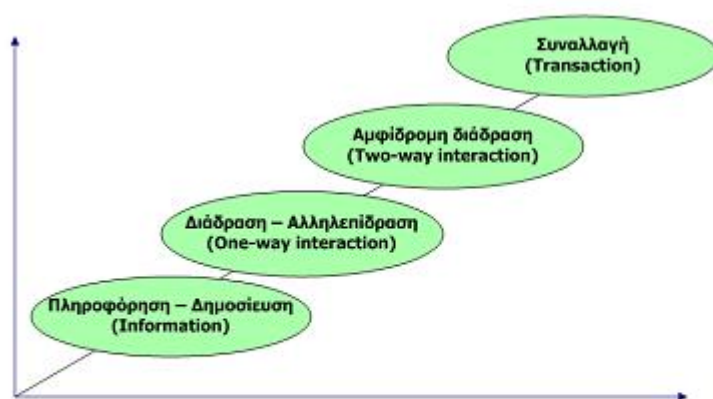 Συναλλαγή
(Transaction)
Αμφίδρομη διάδραση
(Two-way interaction)
Διάδραση – Αλληλεπίδραση
(One-way interaction)
Πληροφόρηση – Δημοσίευση
(Information)